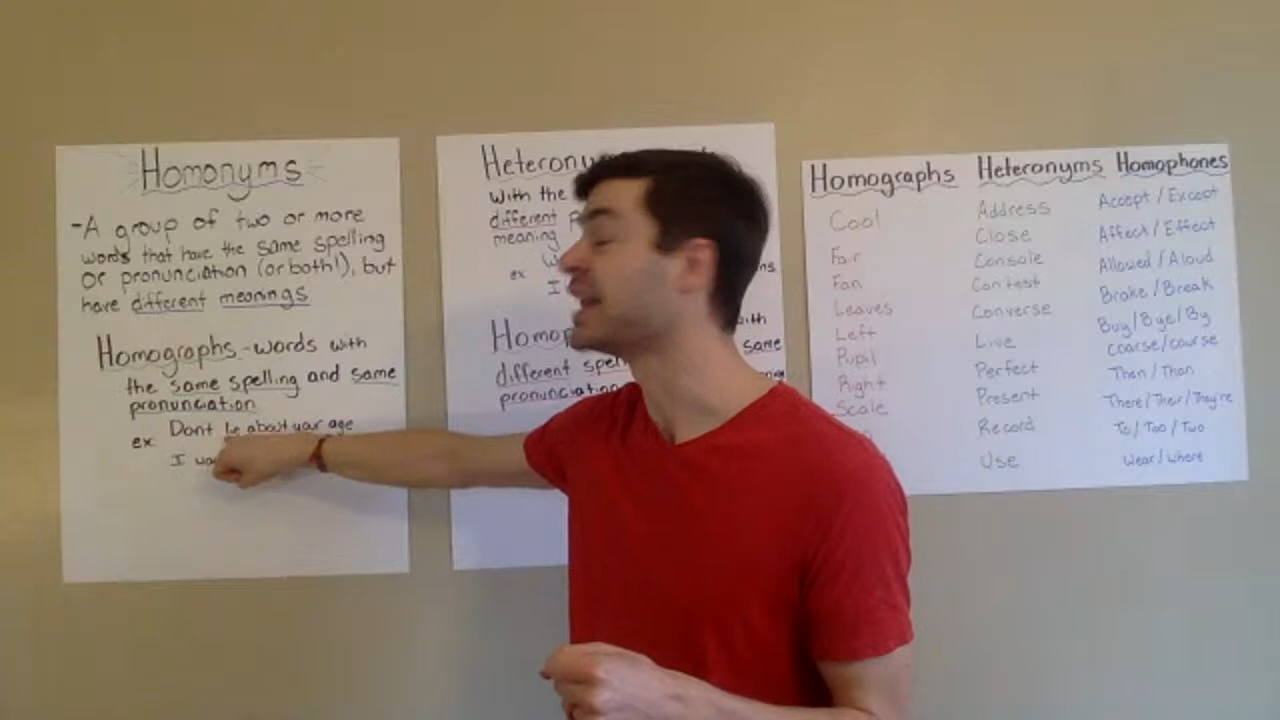 Homonyms
-A group of two or more
words that have the same spelling
or pronunciation (or both!), but
have different meanings
Homographs - words with
the same spelling and same
pronunciation
ex: Dont lie about your age
I
With the
different
meaning
ex
I
different
pronunciation
with
same
Homographs
Cool
Fair
Fan
Leaves
Left
Pupil
Right
Scale
Heteronyms
Address
Close
Console
Contest
Converse
Live
Perfect
Present
Record
Use
Homophones
Accept / Except
Affect / Effect
Allowed / Aloud
Brake / Break
Buy / Bye / By
coarse / course
Then / Than
There / Their / They're
To / Too / Two
Wear / Where